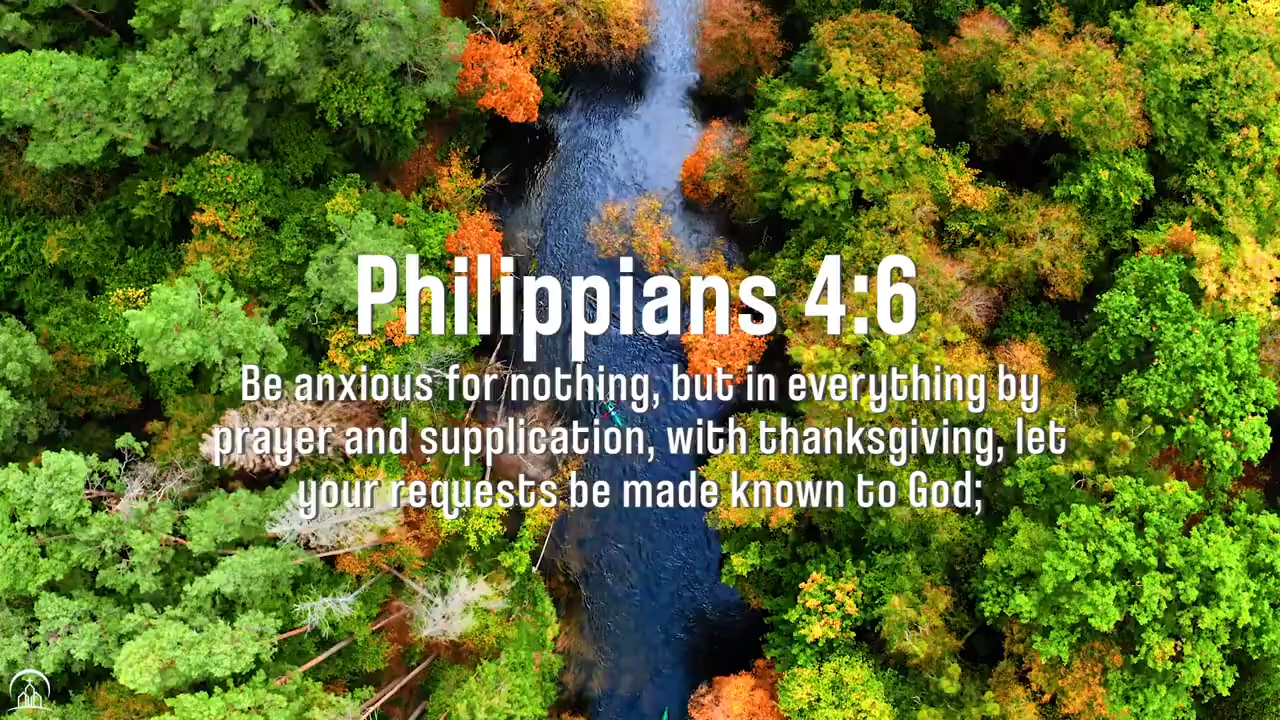 Philippians 4:6
Be anxious for nothing, but in everything by
prayer and supplication, with thanksgiving, let
your requests be made known to God;